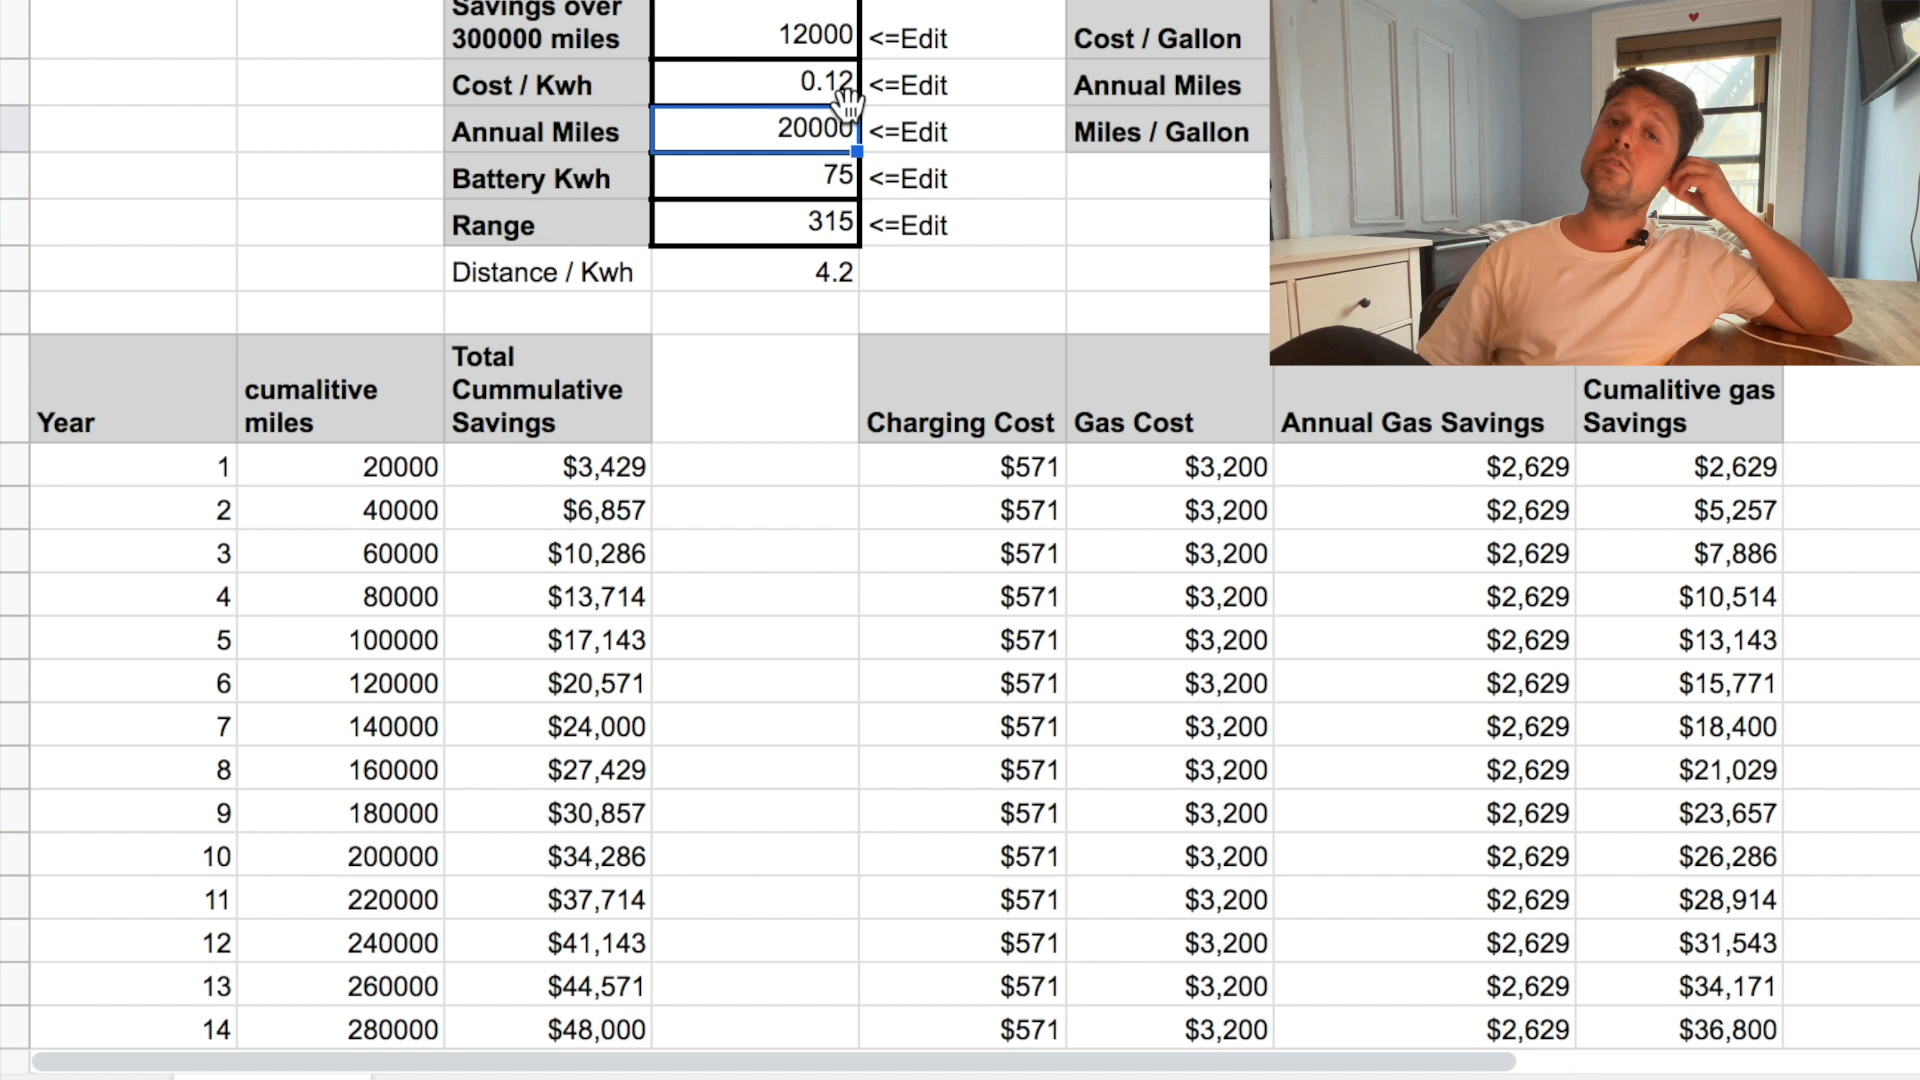 Savings over
300000 miles 12000 <=Edit Cost / Gallon
Cost / Kwh 0.12 <=Edit Annual Miles
Annual Miles 20000 <=Edit Miles / Gallon
Battery Kwh 75 <=Edit
Range 315 <=Edit
Distance / Kwh 4.2
Year
cumalitive
miles
Total
Cummulative
Savings
Charging Cost
Gas Cost
Annual Gas Savings
Cumalitive gas
Savings
1 20000 $3,429 $571 $3,200 $2,629 $2,629
2 40000 $6,857 $571 $3,200 $2,629 $5,257
3 60000 $10,286 $571 $3,200 $2,629 $7,886
4 80000 $13,714 $571 $3,200 $2,629 $10,514
5 100000 $17,143 $571 $3,200 $2,629 $13,143
6 120000 $20,571 $571 $3,200 $2,629 $15,771
7 140000 $24,000 $571 $3,200 $2,629 $18,400
8 160000 $27,429 $571 $3,200 $2,629 $21,029
9 180000 $30,857 $571 $3,200 $2,629 $23,657
10 200000 $34,286 $571 $3,200 $2,629 $26,286
11 220000 $37,714 $571 $3,200 $2,629 $28,914
12 240000 $41,143 $571 $3,200 $2,629 $31,543
13 260000 $44,571 $571 $3,200 $2,629 $34,171
14 280000 $48,000 $571 $3,200 $2,629 $36,800